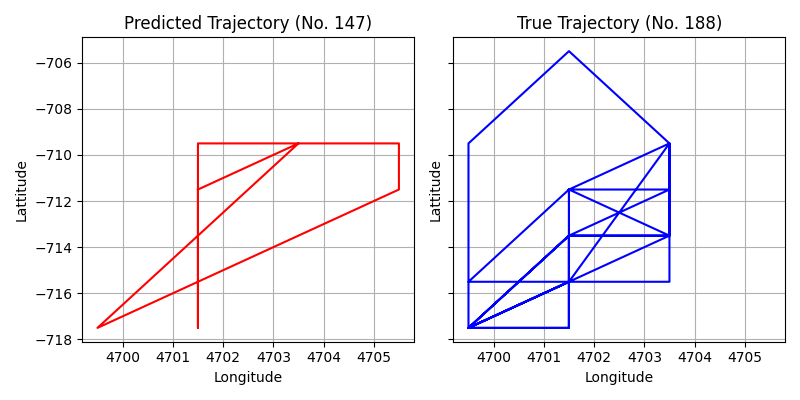 Predicted Trajectory (No. 147)
True Trajectory (No. 188)
−706
−708
−710
−712
−714
−716
−718
Lattitude
Lattitude
4700 4701 4702 4703 4704 4705
4700 4701 4702 4703 4704 4705
Longitude
Longitude